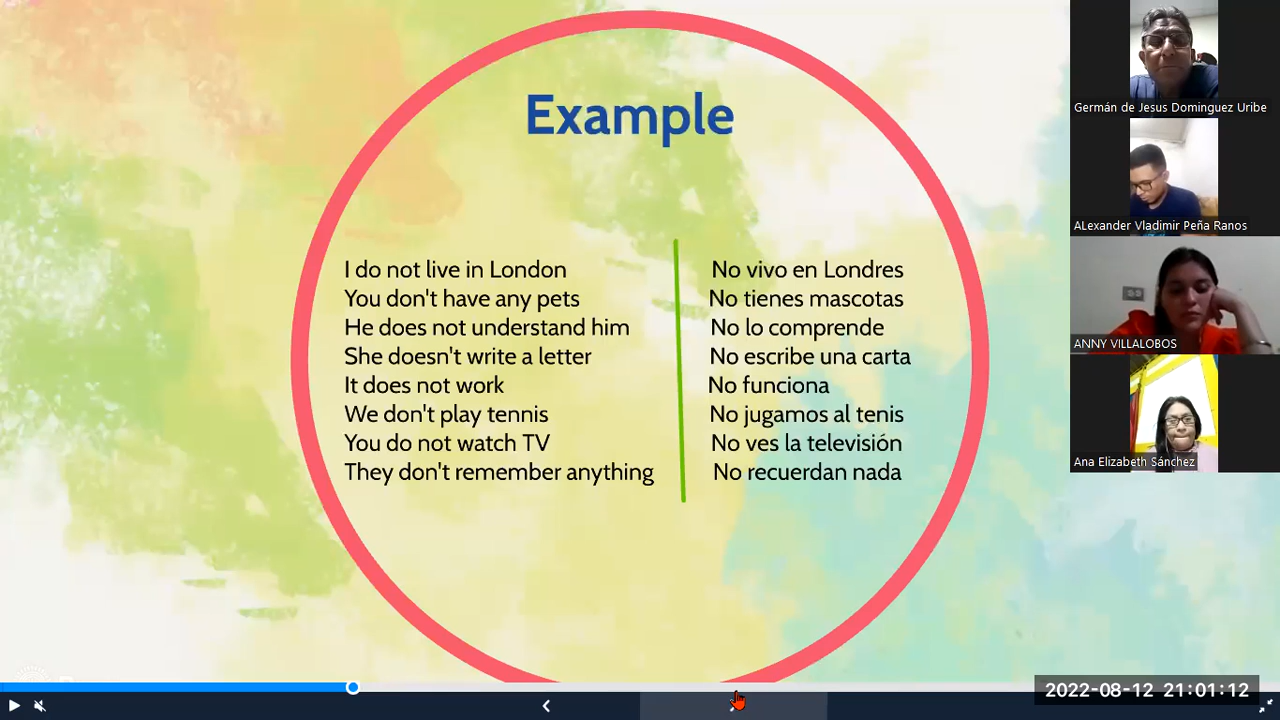 Example
I do not live in London
You don't have any pets
He does not understand him
She doesn't write a letter
It does not work
We don't play tennis
You do not watch TV
They don't remember anything
No vivo en Londres
No tienes mascotas
No lo comprende
No escribe una carta
No funciona
No jugamos al tenis
No ves la televisión
No recuerdan nada
Germán de Jesus Dominguez Uribe
ALexander Vladimir Peña Ranos
ANNY VILLALOBOS
Ana Elizabeth Sánchez
2022-08-12 21:01:12